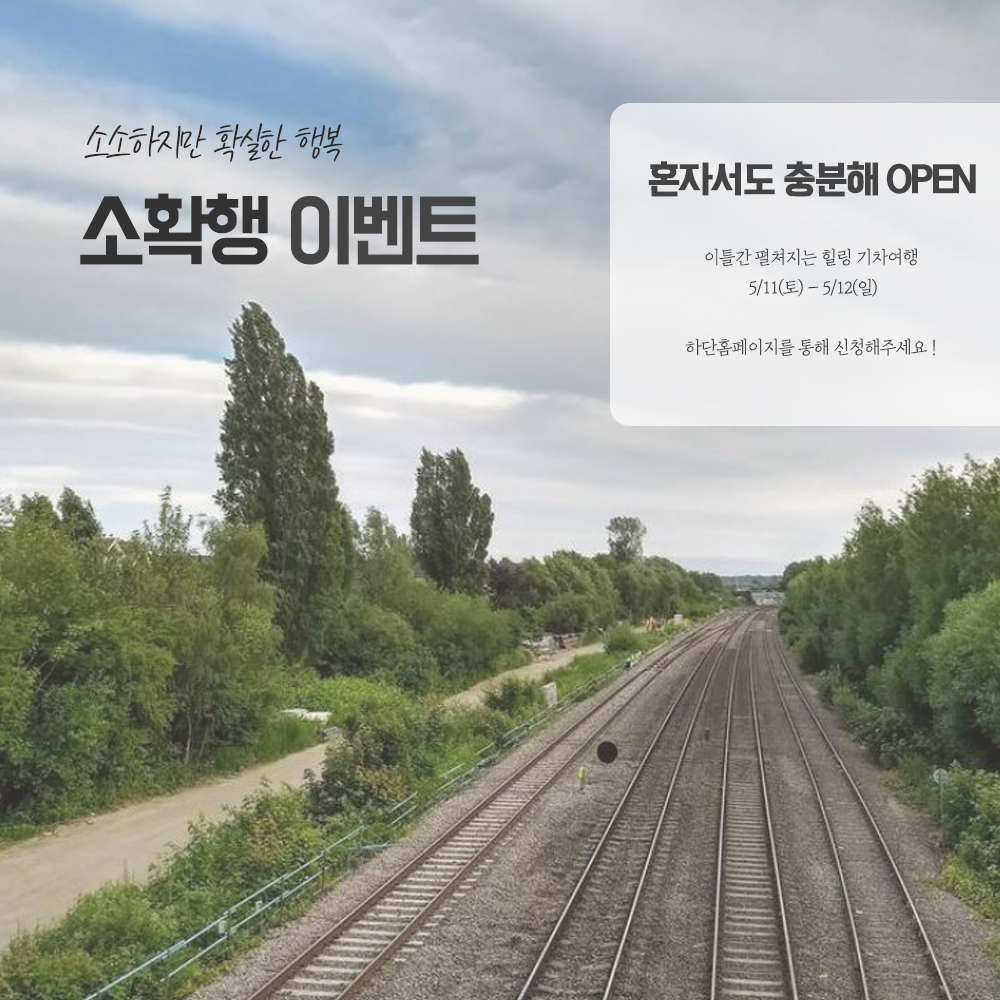 소소하지만 확실한 행복
소확행 이벤트
혼자서도 충분해 OPEN
이틀간 펼쳐지는 힐링 기차여행
5/11(토) – 5/12(일)
하단홈페이지를 통해 신청해주세요 !